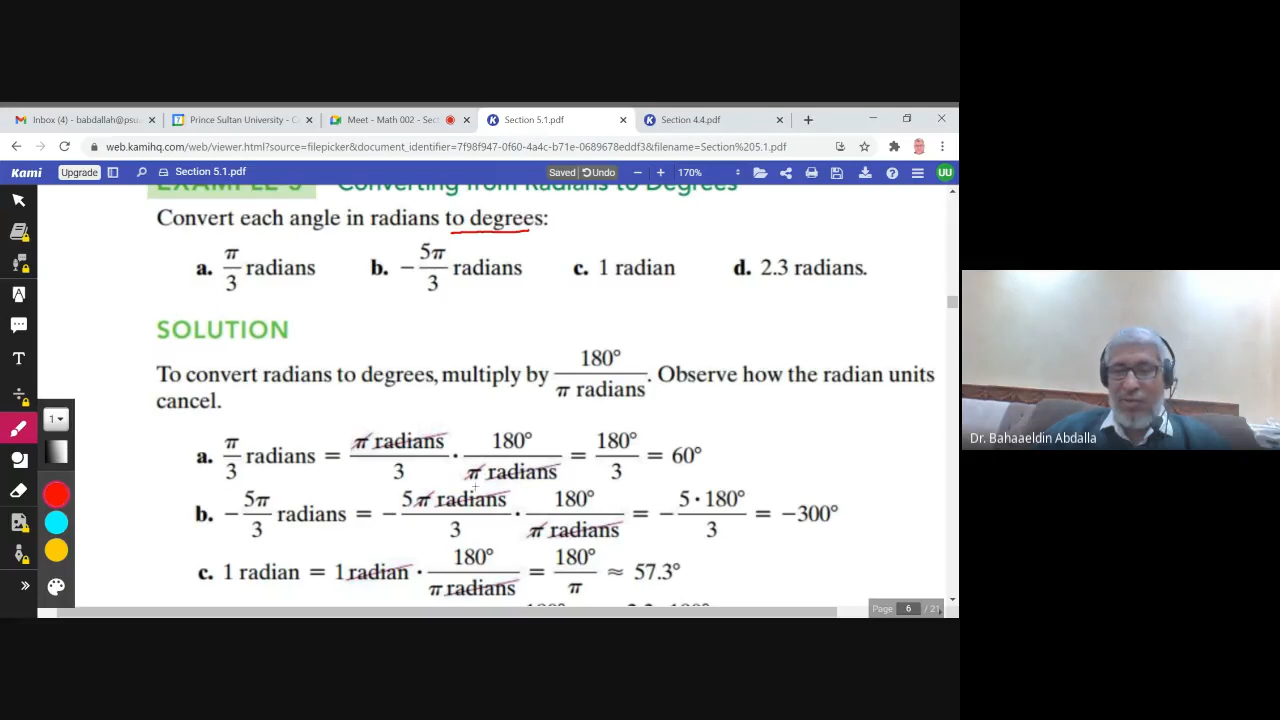 Inbox (4) - babdallah@psu.
Prince Sultan University - C
Meet - Math 002 - Sec
Section 5.1.pdf
Section 4.4.pdf
web.kamihq.com/web/viewer.html?source=filepicker&document_identifier=7f98f947-0f60-4a4c-b71e-0689678eddf3&filename=Section%205.1.pdf
Kami Upgrade Section 5.1.pdf Saved Undo 170% UU
EXAMPLE 3 Converting from Radians to Degrees
Convert each angle in radians to degrees:
a. π/3 radians b. −5π/3 radians c. 1 radian d. 2.3 radians.
SOLUTION
To convert radians to degrees, multiply by 180°/π radians. Observe how the radian units
cancel.
a. π/3 radians = π radians/3 · 180°/π radians = 180°/3 = 60°
b. −5π/3 radians = −5π radians/3 · 180°/π radians = −5 · 180°/3 = −300°
c. 1 radian = 1 radian · 180°/π radians = 180°/π ≈ 57.3°
Page 6 / 21
1
Dr. Bahaaeldin Abdalla